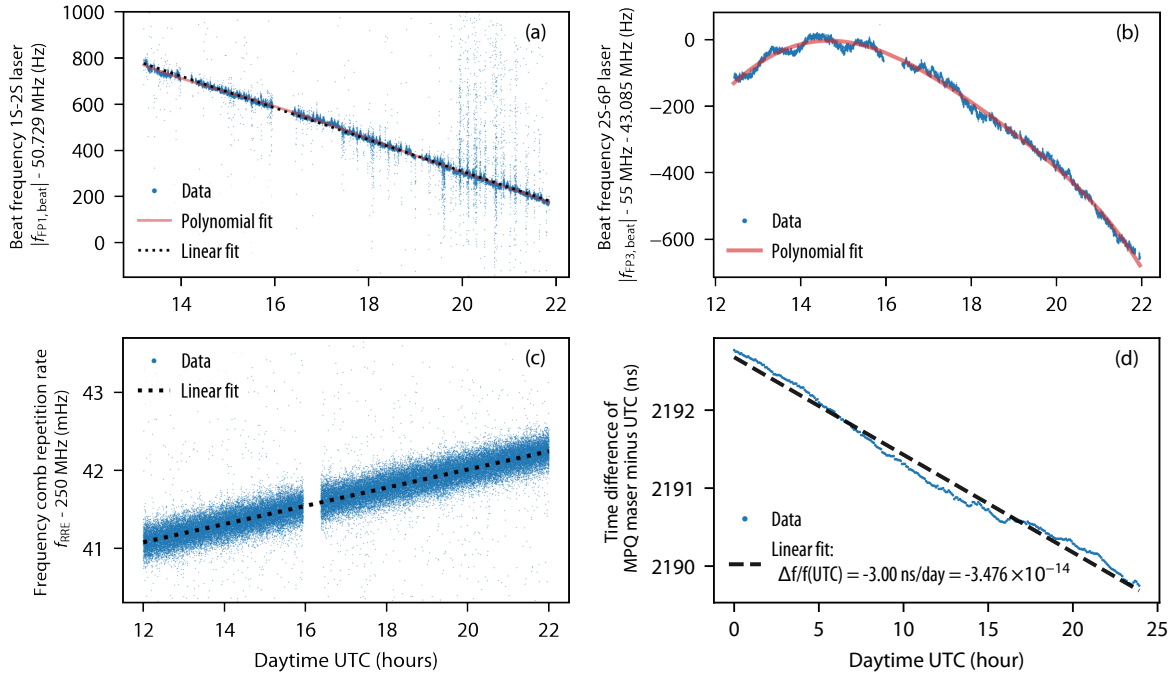 (a)
Beat frequency 1S-2S laser
|fFP1,beat| - 50.729 MHz (Hz)
1000
800
600
400
200
0
Data
Polynomial fit
Linear fit
14
16
18
20
22
(b)
Beat frequency 2S-6P laser
|fFP3,beat| - 55 MHz - 43.085 MHz (Hz)
0
−200
−400
−600
Data
Polynomial fit
12
14
16
18
20
22
(c)
Frequency comb repetition rate
fRRE - 250 MHz (mHz)
43
42
41
Data
Linear fit
12
14
16
18
20
22
Daytime UTC (hours)
(d)
Time difference of
MPQ maser minus UTC (ns)
2192
2191
2190
Data
Linear fit:
Δf/f(UTC) = -3.00 ns/day = -3.476 ×10−14
0
5
10
15
20
25
Daytime UTC (hour)